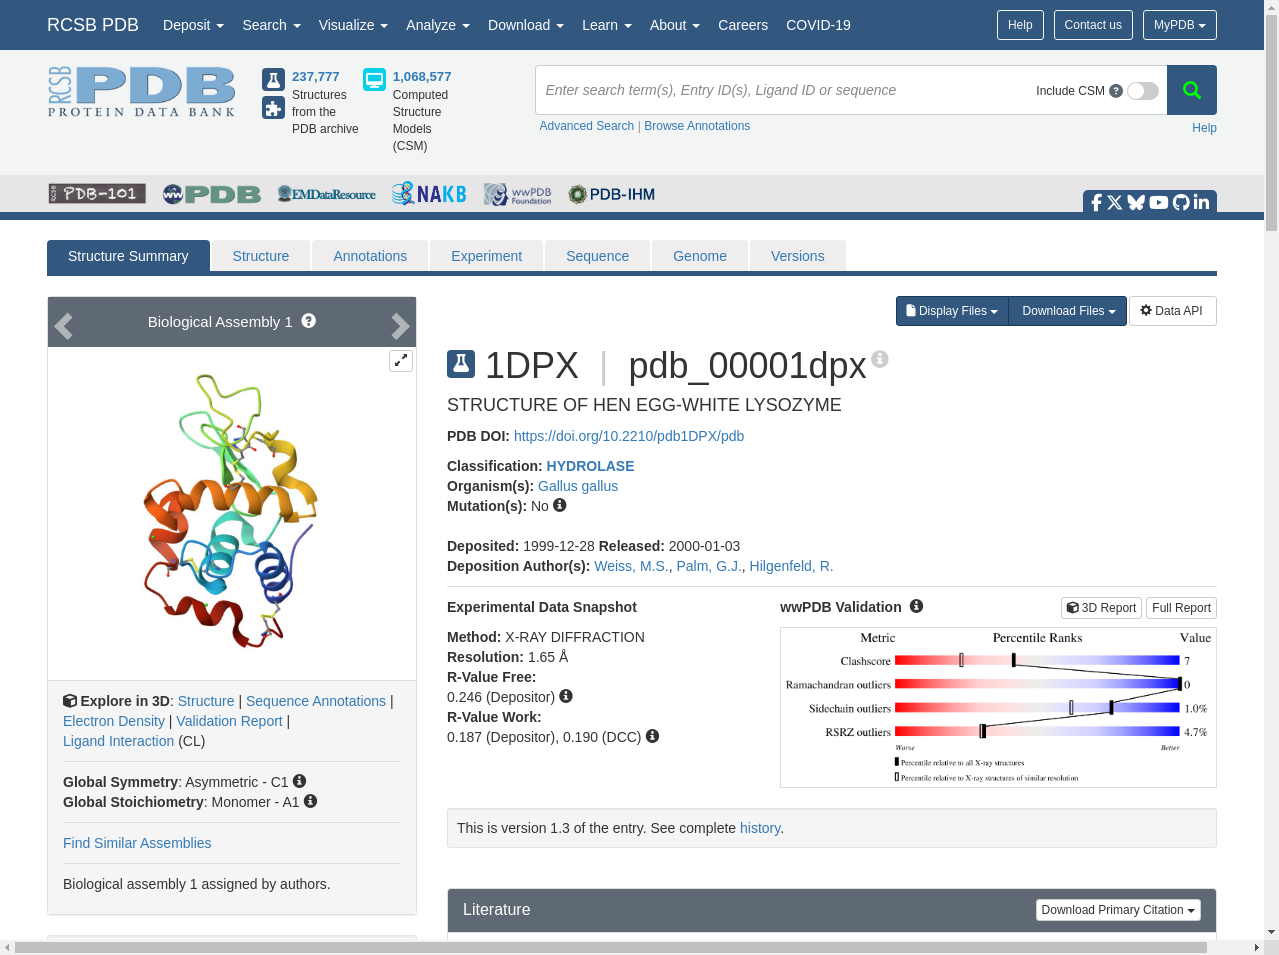 RCSB PDB Deposit Search Visualize Analyze Download Learn About Careers COVID-19 Help Contact us MyPDB
RCSB PDB
PROTEIN DATA BANK
237,777
Structures
from the
PDB archive
1,068,577
Computed
Structure
Models
(CSM)
Enter search term(s), Entry ID(s), Ligand ID or sequence Include CSM
Advanced Search | Browse Annotations Help
RCSB PDB-101 wwPDB EMDataResource NAKB wwPDB Foundation PDB-IHM
Structure Summary Structure Annotations Experiment Sequence Genome Versions
Biological Assembly 1
Explore in 3D: Structure | Sequence Annotations |
Electron Density | Validation Report |
Ligand Interaction (CL)
Global Symmetry: Asymmetric - C1
Global Stoichiometry: Monomer - A1
Find Similar Assemblies
Biological assembly 1 assigned by authors.
Display Files Download Files Data API
1DPX | pdb_00001dpx
STRUCTURE OF HEN EGG-WHITE LYSOZYME
PDB DOI: https://doi.org/10.2210/pdb1DPX/pdb
Classification: HYDROLASE
Organism(s): Gallus gallus
Mutation(s): No
Deposited: 1999-12-28 Released: 2000-01-03
Deposition Author(s): Weiss, M.S., Palm, G.J., Hilgenfeld, R.
Experimental Data Snapshot
Method: X-RAY DIFFRACTION
Resolution: 1.65 Å
R-Value Free:
0.246 (Depositor)
R-Value Work:
0.187 (Depositor), 0.190 (DCC)
wwPDB Validation 3D Report Full Report
Metric Percentile Ranks Value
Clashscore 7
Ramachandran outliers 0
Sidechain outliers 1.0%
RSRZ outliers 4.7%
Worse Better
Percentile relative to all X-ray structures
Percentile relative to X-ray structures of similar resolution
This is version 1.3 of the entry. See complete history.
Literature Download Primary Citation